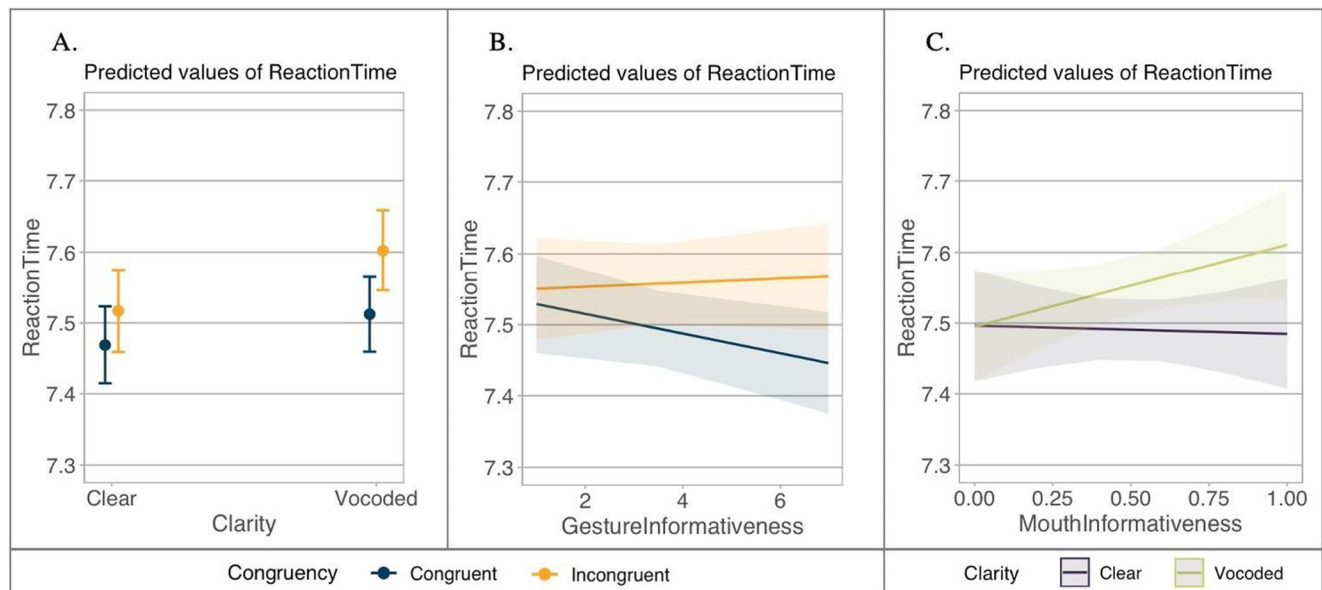 A.
Predicted values of ReactionTime
7.8
7.7
7.6
7.5
7.4
7.3
ReactionTime
Clear Vocoded
Clarity
B.
Predicted values of ReactionTime
7.8
7.7
7.6
7.5
7.4
7.3
ReactionTime
2 4 6
GestureInformativeness
C.
Predicted values of ReactionTime
7.8
7.7
7.6
7.5
7.4
7.3
ReactionTime
0.00 0.25 0.50 0.75 1.00
MouthInformativeness
Congruency Congruent Incongruent
Clarity Clear Vocoded